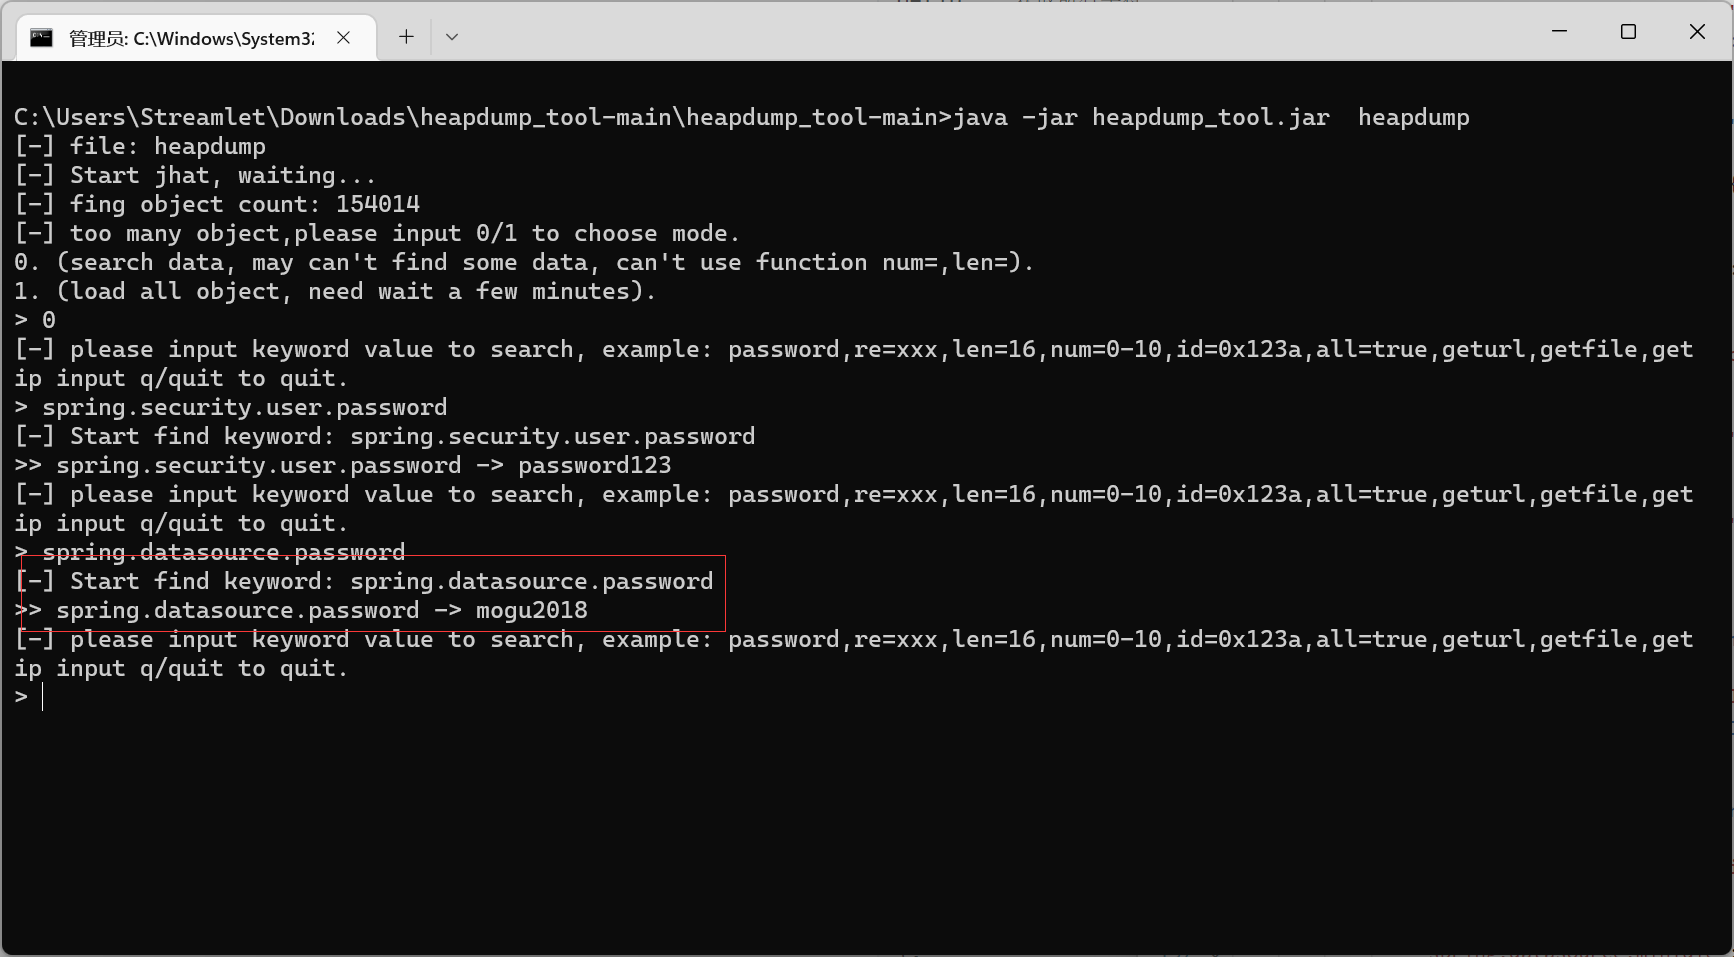 管理员: C:\Windows\System32
C:\Users\Streamlet\Downloads\heapdump_tool-main\heapdump_tool-main>java -jar heapdump_tool.jar  heapdump
[-] file: heapdump
[-] Start jhat, waiting...
[-] fing object count: 154014
[-] too many object,please input 0/1 to choose mode.
0. (search data, may can't find some data, can't use function num=,len=).
1. (load all object, need wait a few minutes).
> 0
[-] please input keyword value to search, example: password,re=xxx,len=16,num=0-10,id=0x123a,all=true,geturl,getfile,get
ip input q/quit to quit.
> spring.security.user.password
[-] Start find keyword: spring.security.user.password
>> spring.security.user.password -> password123
[-] please input keyword value to search, example: password,re=xxx,len=16,num=0-10,id=0x123a,all=true,geturl,getfile,get
ip input q/quit to quit.
> spring.datasource.password
[-] Start find keyword: spring.datasource.password
>> spring.datasource.password -> mogu2018
[-] please input keyword value to search, example: password,re=xxx,len=16,num=0-10,id=0x123a,all=true,geturl,getfile,get
ip input q/quit to quit.
>